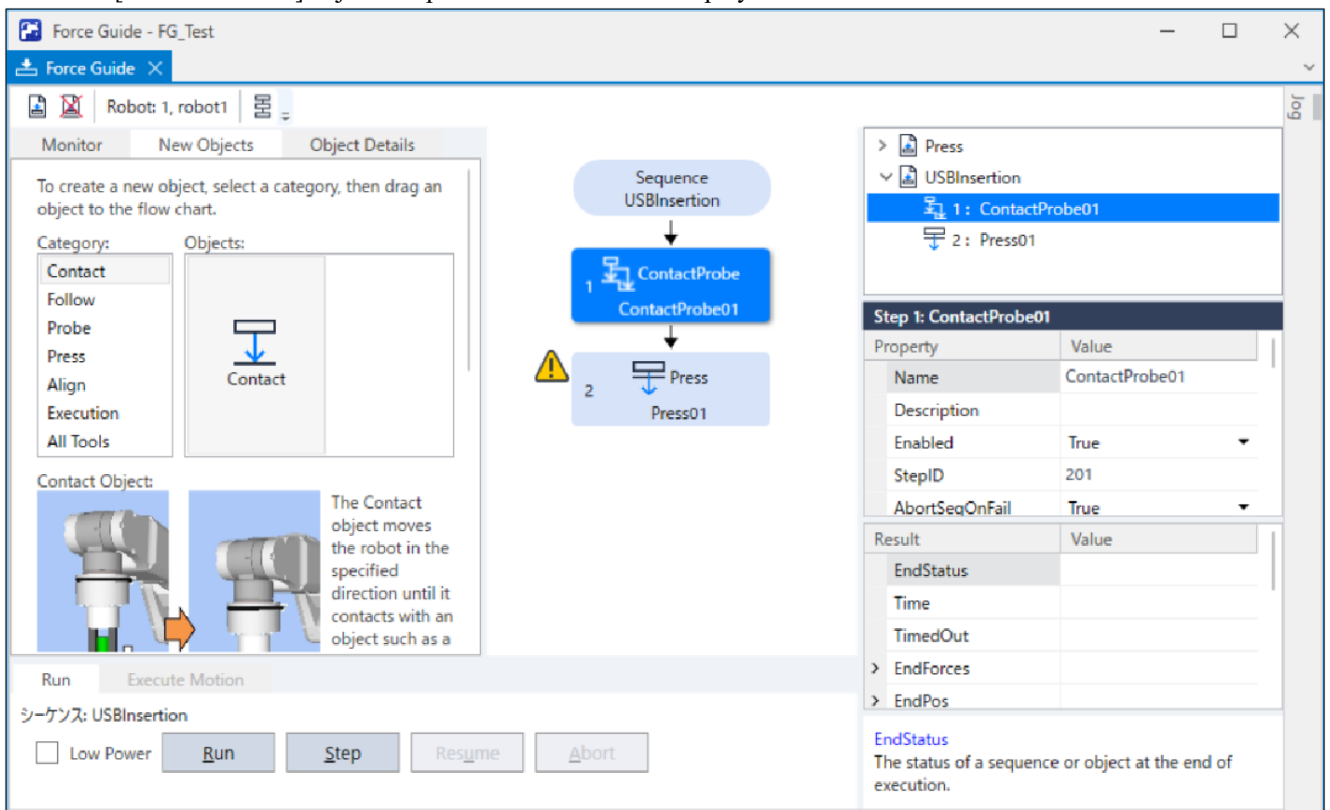 Force Guide - FG_Test
Force Guide
Robot: 1, robot1
Jog
Monitor New Objects Object Details
To create a new object, select a category, then drag an
object to the flow chart.
Category: Objects:
Contact
Follow
Probe
Press
Align
Execution
All Tools
Contact
Contact Object:
The Contact
object moves
the robot in the
specified
direction until it
contacts with an
object such as a
Sequence
USBInsertion
1 ContactProbe
ContactProbe01
2 Press
Press01
Press
USBInsertion
1 : ContactProbe01
2 : Press01
Step 1: ContactProbe01
Property Value
Name ContactProbe01
Description
Enabled True
StepID 201
AbortSeqOnFail True
Result Value
EndStatus
Time
TimedOut
EndForces
EndPos
EndStatus
The status of a sequence or object at the end of
execution.
Run Execute Motion
シーケンス: USBInsertion
Low Power Run Step Resume Abort